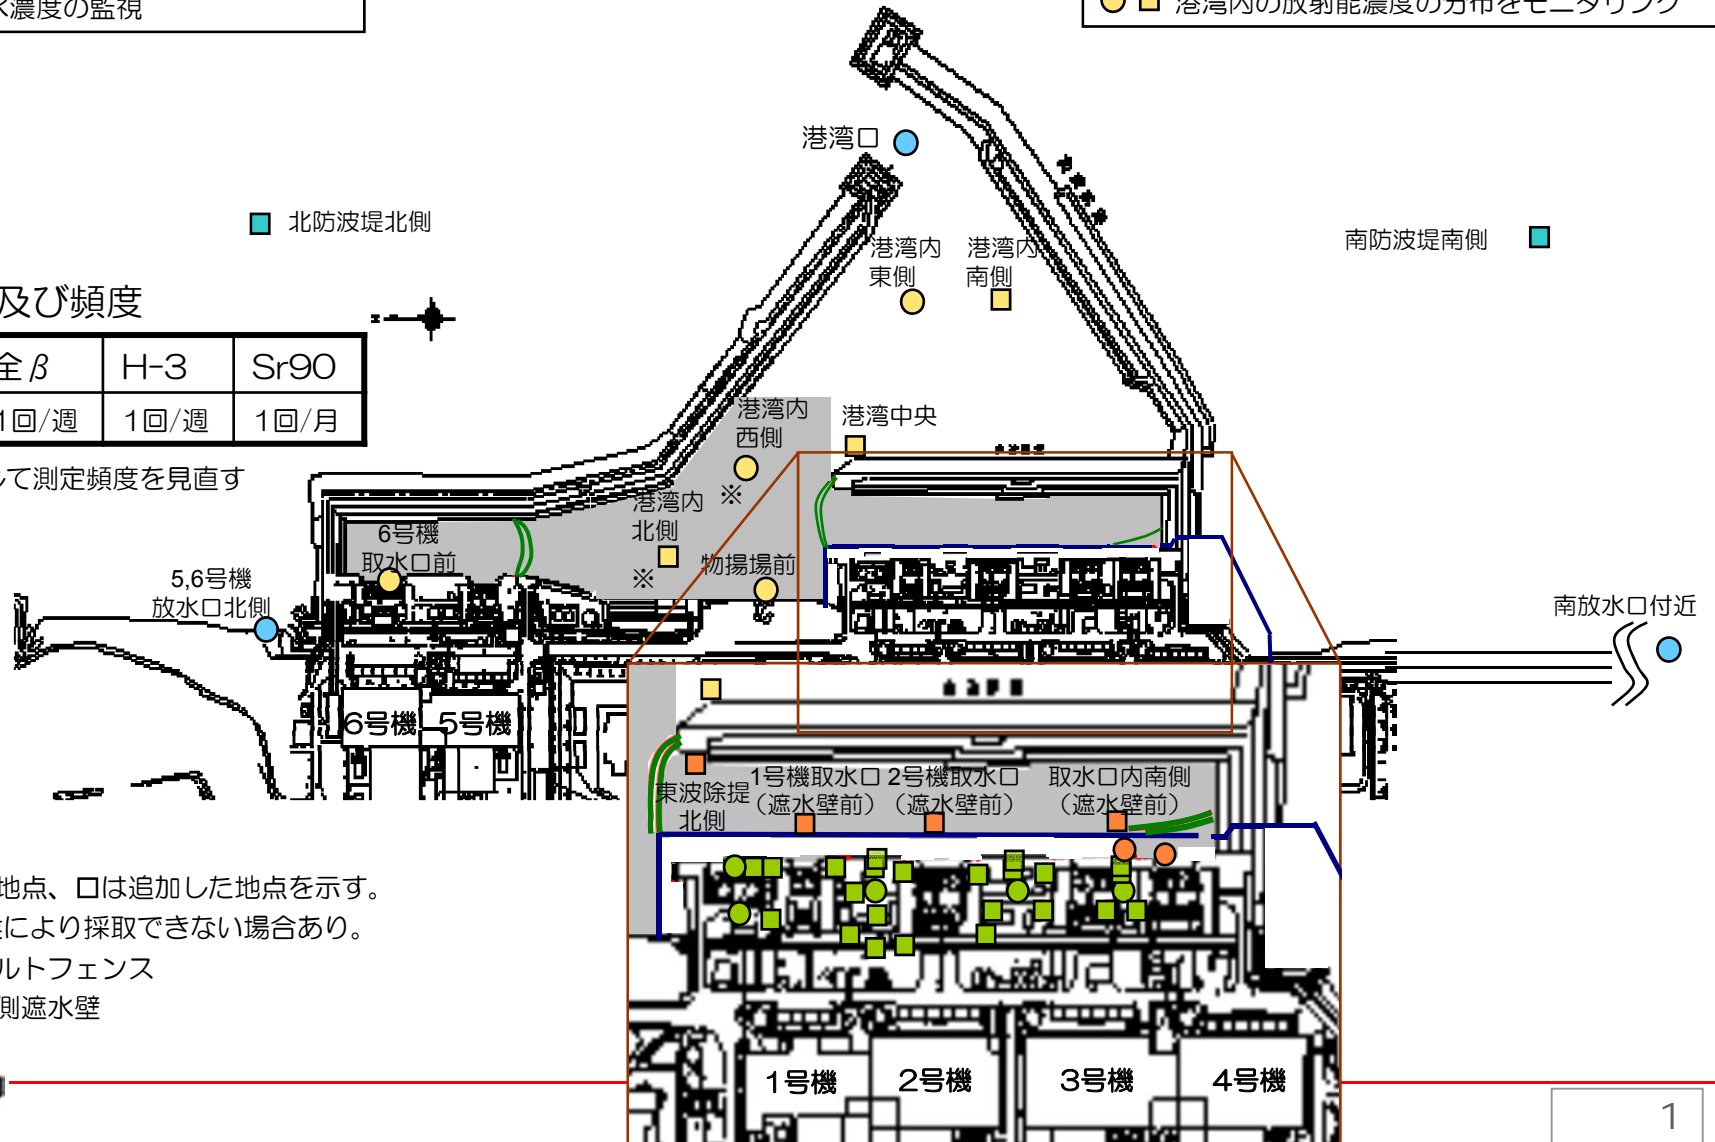 水濃度の監視
港湾内の放射能濃度の分布をモニタリング
港湾口
北防波堤北側
港湾内
東側
港湾内
南側
南防波堤南側
及び頻度
全β H-3 Sr90
1回/週 1回/週 1回/月
て測定頻度を見直す
港湾内
西側
※
港湾中央
港湾内
北側
※
物揚場前
6号機
取水口前
5,6号機
放水口北側
南放水口付近
6号機
5号機
東波除堤
北側
1号機取水口
（遮水壁前）
2号機取水口
（遮水壁前）
取水口内南側
（遮水壁前）
地点、□は追加した地点を示す。
により採取できない場合あり。
ルトフェンス
側遮水壁
1号機
2号機
3号機
4号機
1